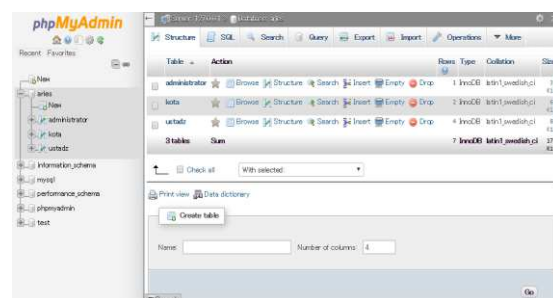 phpMyAdmin
Recent Favorites
New
aries
New
administrator
kota
ustadz
information_schema
mysql
performance_schema
phpmyadmin
test
Structure SQL Search Query Export Import Operations More
Table Action Rows Type Collation
administrator Browse Structure Search Insert Empty Drop 1 InnoDB latin1_swedish_ci
kota Browse Structure Search Insert Empty Drop 2 InnoDB latin1_swedish_ci
ustadz Browse Structure Search Insert Empty Drop 4 InnoDB latin1_swedish_ci
3 tables Sum 7 InnoDB latin1_swedish_ci
Check all With selected:
Print view Data dictionary
Create table
Name: Number of columns: 4
Go